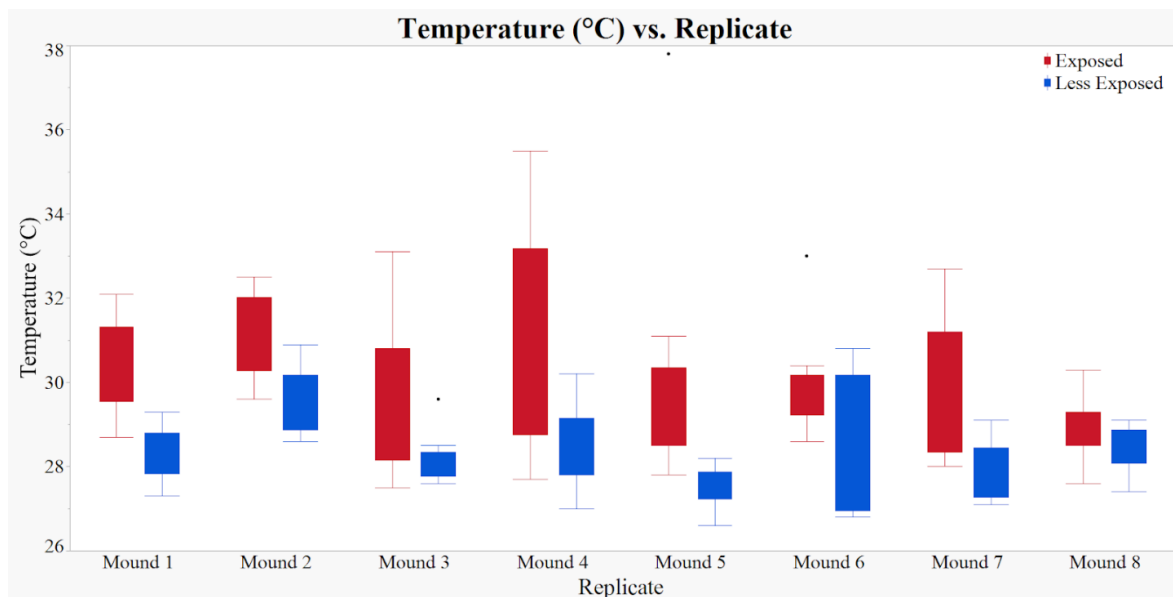 Temperature (°C) vs. Replicate
Exposed
Less Exposed
Temperature (°C)
38
36
34
32
30
28
26
Mound 1 Mound 2 Mound 3 Mound 4 Mound 5 Mound 6 Mound 7 Mound 8
Replicate